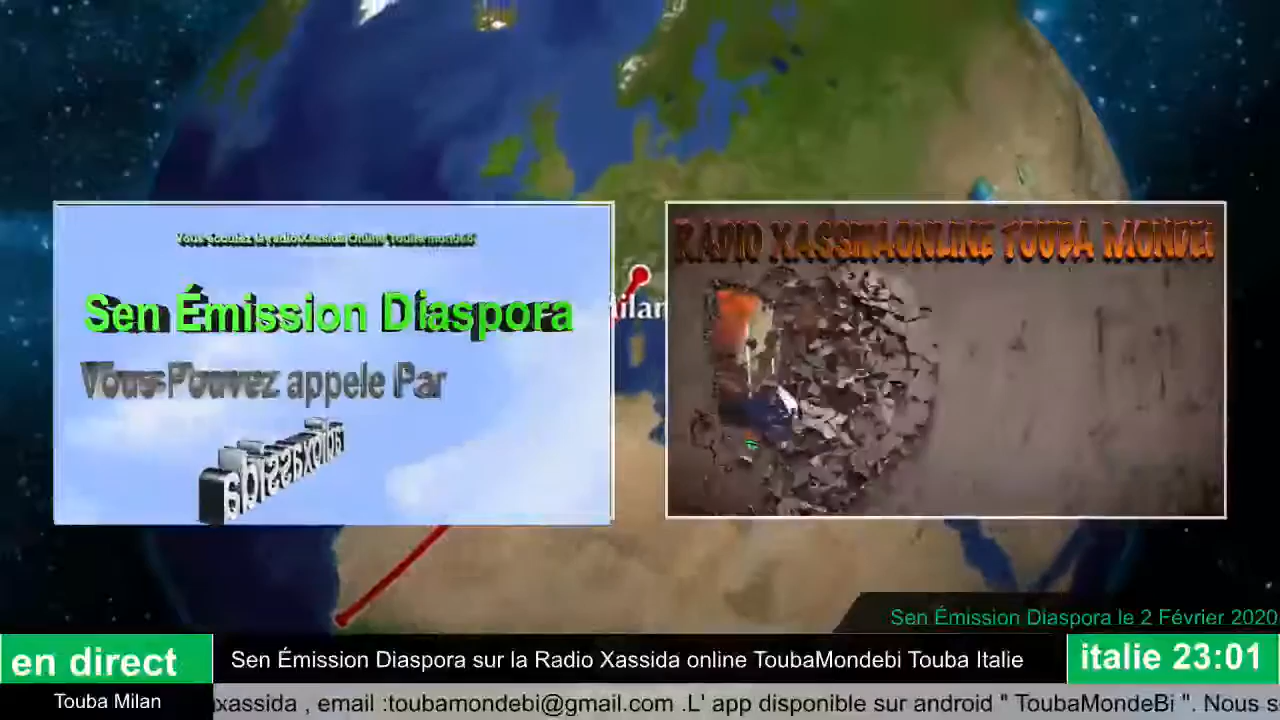 Vous écoutez la radio Xassida Online Touba mondebi
Sen Émission Diaspora
Vous Pouvez appele Par
radioxassida
RADIO XASSIDAONLINE TOUBA MONDEI
Sen Émission Diaspora le 2 Février 2020
en direct
Sen Émission Diaspora sur la Radio Xassida online ToubaMondebi Touba Italie
italie 23:01
Touba Milan
xassida , email :toubamondebi@gmail.com .L' app disponible sur android " ToubaMondeBi ". Nous s